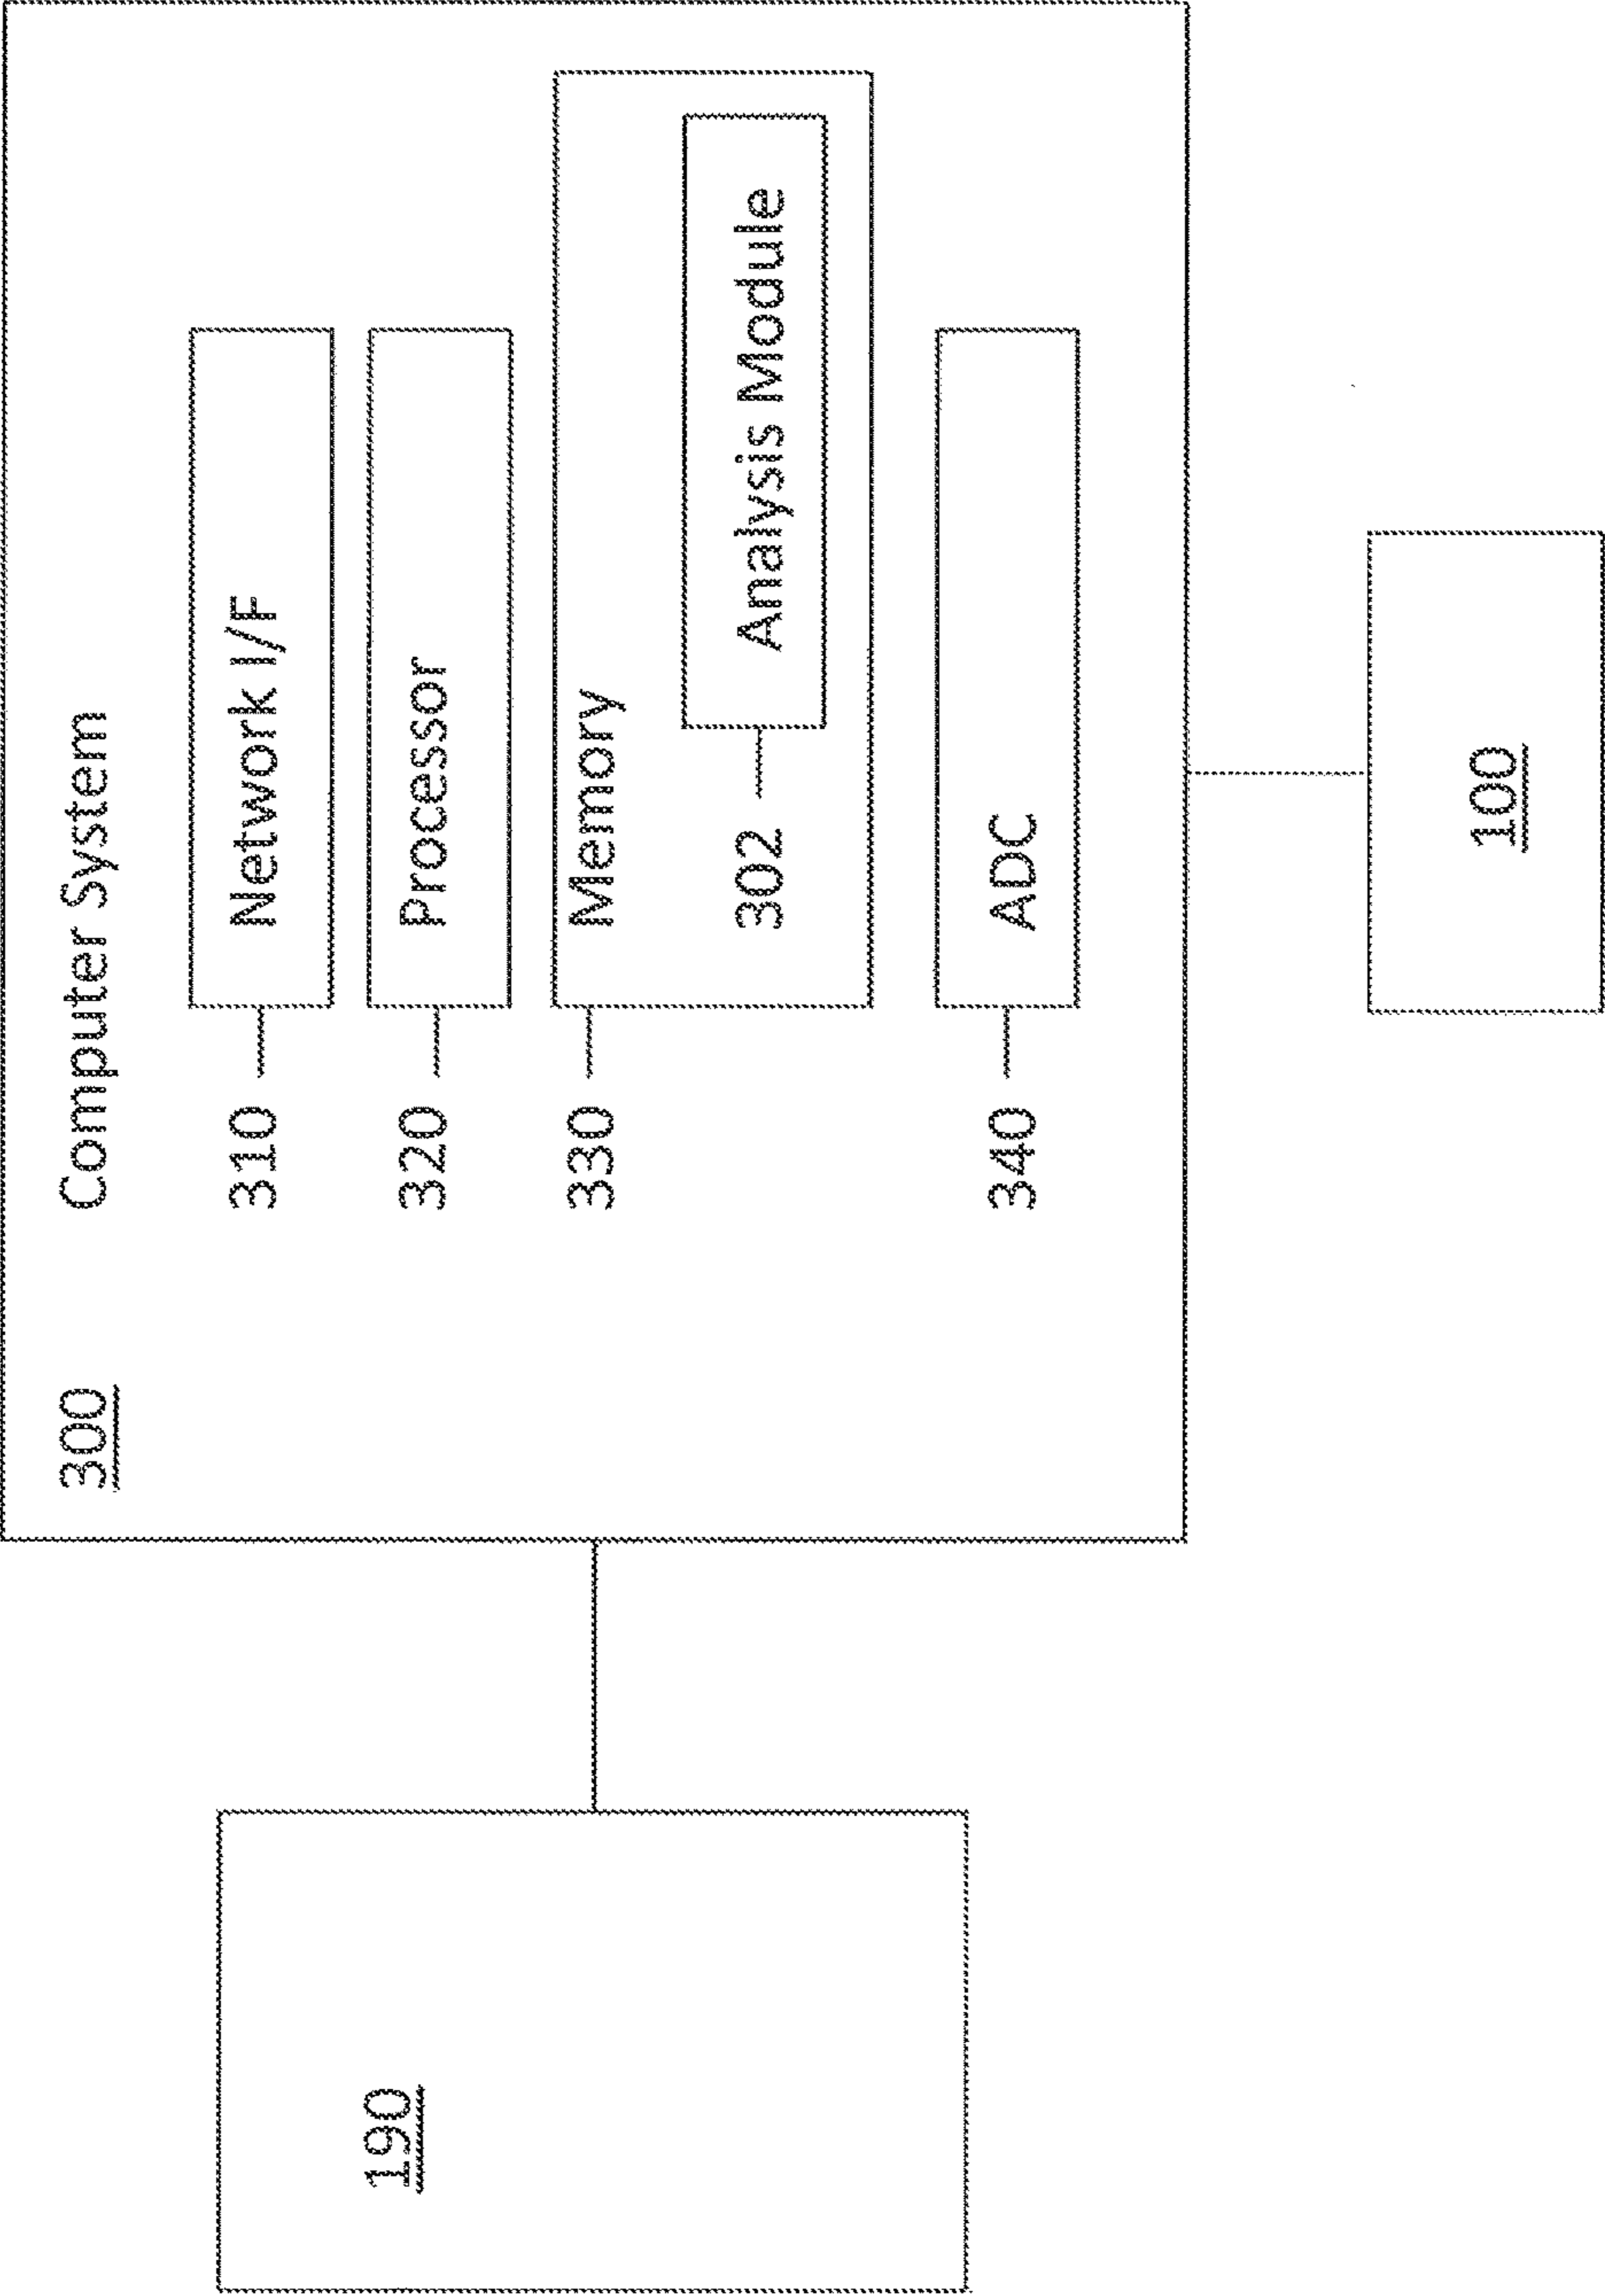 300 Computer System
310 Network I/F
320 Processor
330 Memory
302 Analysis Module
340 ADC
190
100